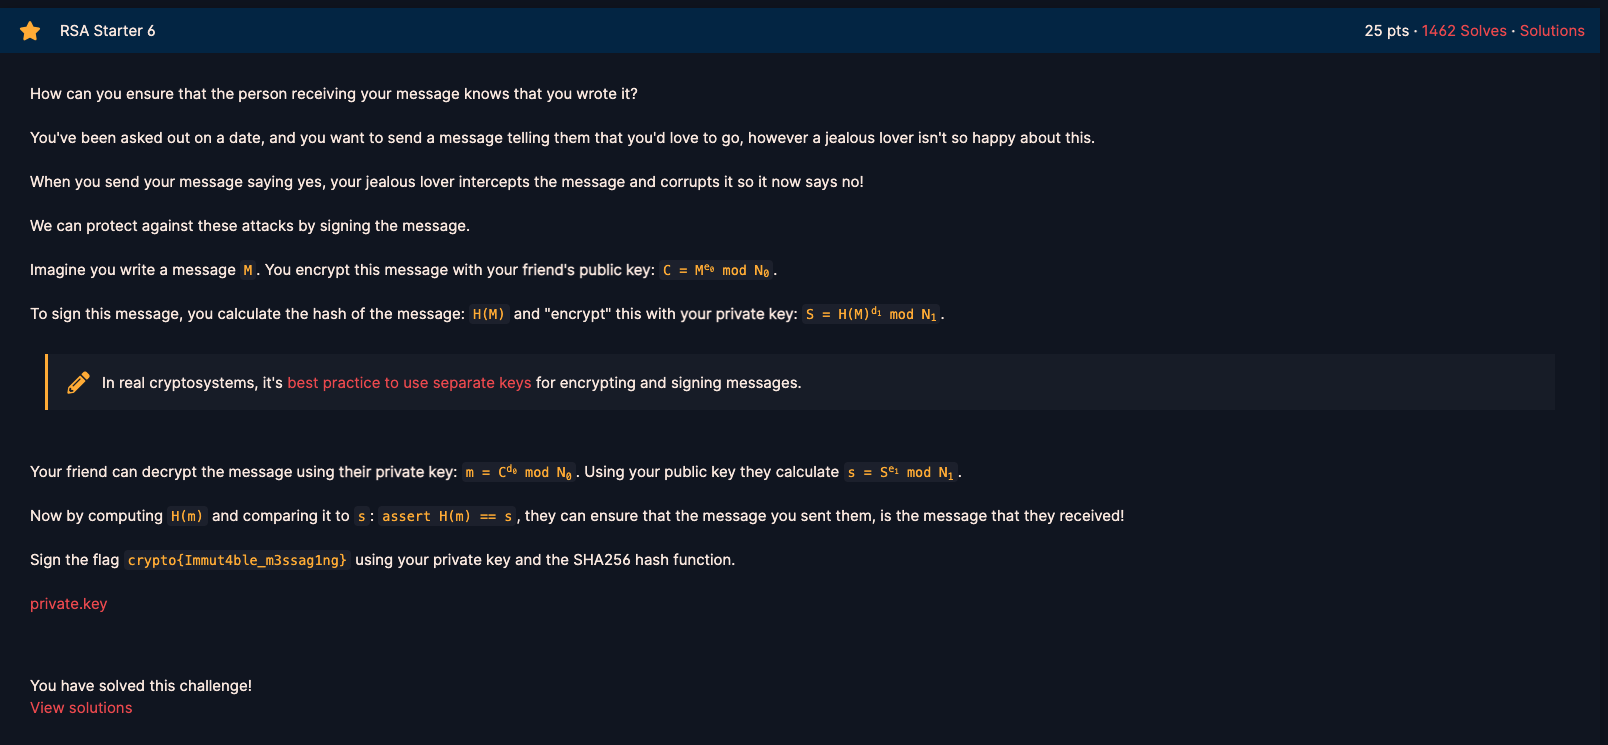 RSA Starter 6
25 pts · 1462 Solves · Solutions
How can you ensure that the person receiving your message knows that you wrote it?
You've been asked out on a date, and you want to send a message telling them that you'd love to go, however a jealous lover isn't so happy about this.
When you send your message saying yes, your jealous lover intercepts the message and corrupts it so it now says no!
We can protect against these attacks by signing the message.
Imagine you write a message M. You encrypt this message with your friend's public key: C = M^e₀ mod N₀.
To sign this message, you calculate the hash of the message: H(M) and "encrypt" this with your private key: S = H(M)^d₁ mod N₁.
In real cryptosystems, it's best practice to use separate keys for encrypting and signing messages.
Your friend can decrypt the message using their private key: m = C^d₀ mod N₀. Using your public key they calculate s = S^e₁ mod N₁.
Now by computing H(m) and comparing it to s: assert H(m) == s, they can ensure that the message you sent them, is the message that they received!
Sign the flag crypto{Immut4ble_m3ssag1ng} using your private key and the SHA256 hash function.
private.key
You have solved this challenge!
View solutions